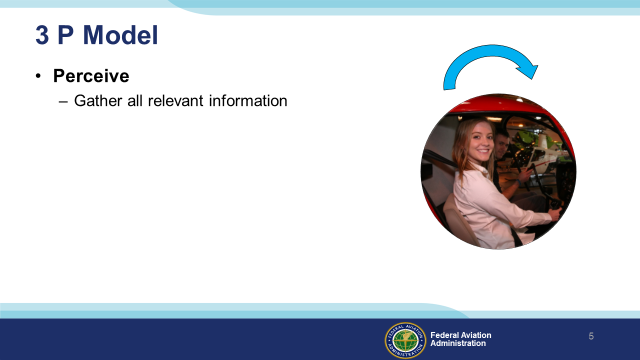 3 P Model
• Perceive
– Gather all relevant information
Federal Aviation
Administration
5